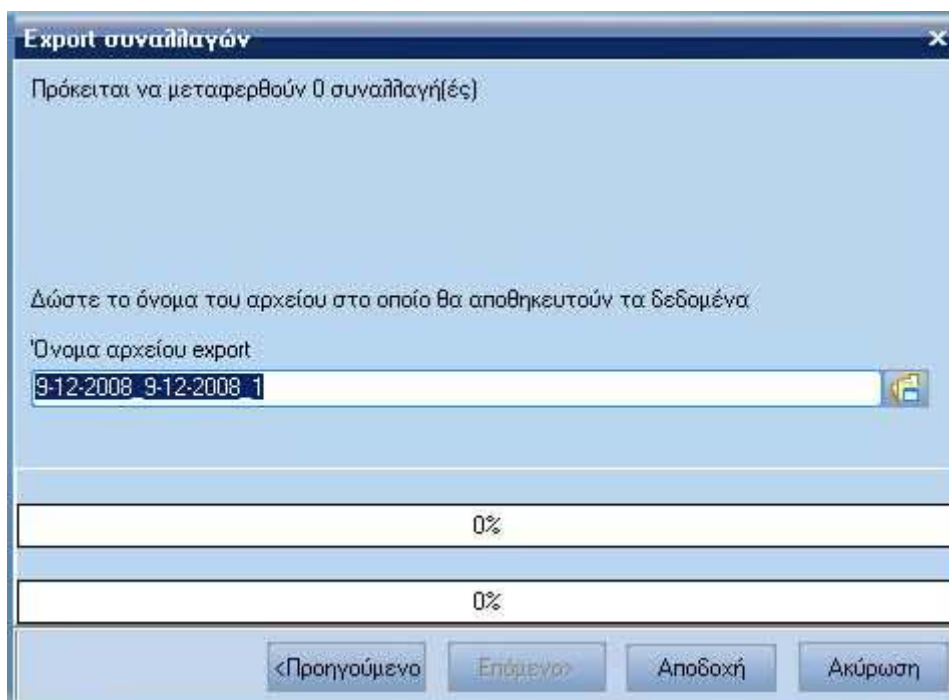 Export συναλλαγών
Πρόκειται να μεταφερθούν 0 συναλλαγή(ές)
Δώστε το όνομα του αρχείου στο οποίο θα αποθηκευτούν τα δεδομένα
Όνομα αρχείου export
9-12-2008_9-12-2008_1
0%
0%
<Προηγούμενο Επόμενο> Αποδοχή Ακύρωση